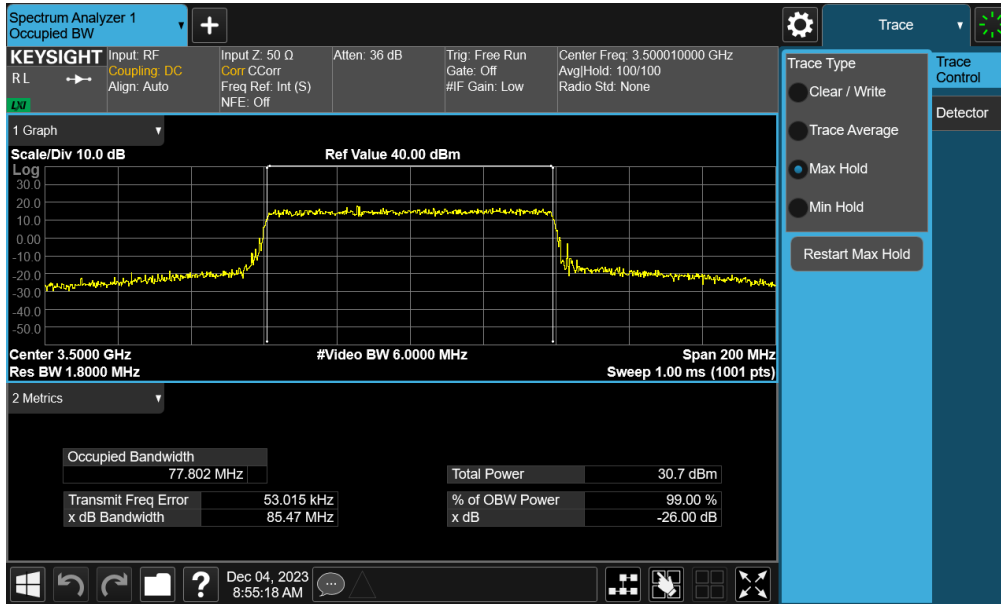 Spectrum Analyzer 1
Occupied BW
+
Trace
KEYSIGHT
R L
LXI
Input: RF
Coupling: DC
Align: Auto
Input Z: 50 Ω
Corr CCorr
Freq Ref: Int (S)
NFE: Off
Atten: 36 dB
Trig: Free Run
Gate: Off
#IF Gain: Low
Center Freq: 3.500010000 GHz
Avg|Hold: 100/100
Radio Std: None
1 Graph
Scale/Div 10.0 dB
Ref Value 40.00 dBm
Log
30.0
20.0
10.0
0.00
-10.0
-20.0
-30.0
-40.0
-50.0
Center 3.5000 GHz
#Video BW 6.0000 MHz
Span 200 MHz
Res BW 1.8000 MHz
Sweep 1.00 ms (1001 pts)
2 Metrics
Occupied Bandwidth
77.802 MHz
Total Power 30.7 dBm
Transmit Freq Error 53.015 kHz
% of OBW Power 99.00 %
x dB Bandwidth 85.47 MHz
x dB -26.00 dB
Trace Type
Clear / Write
Trace Average
Max Hold
Min Hold
Restart Max Hold
Trace
Control
Detector
?
Dec 04, 2023
8:55:18 AM